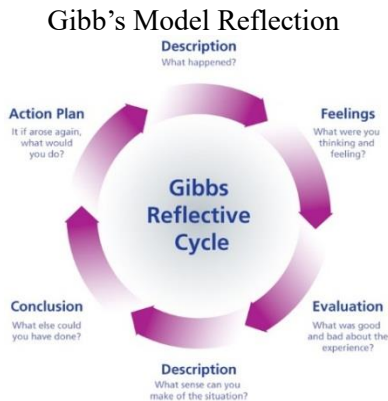 Gibb’s Model Reflection
Description
What happened?
Feelings
What were you
thinking and
feeling?
Evaluation
What was good
and bad about the
experience?
Description
What sense can you
make of the situation?
Conclusion
What else could
you have done?
Action Plan
It if arose again,
what would
you do?
Gibbs
Reflective
Cycle